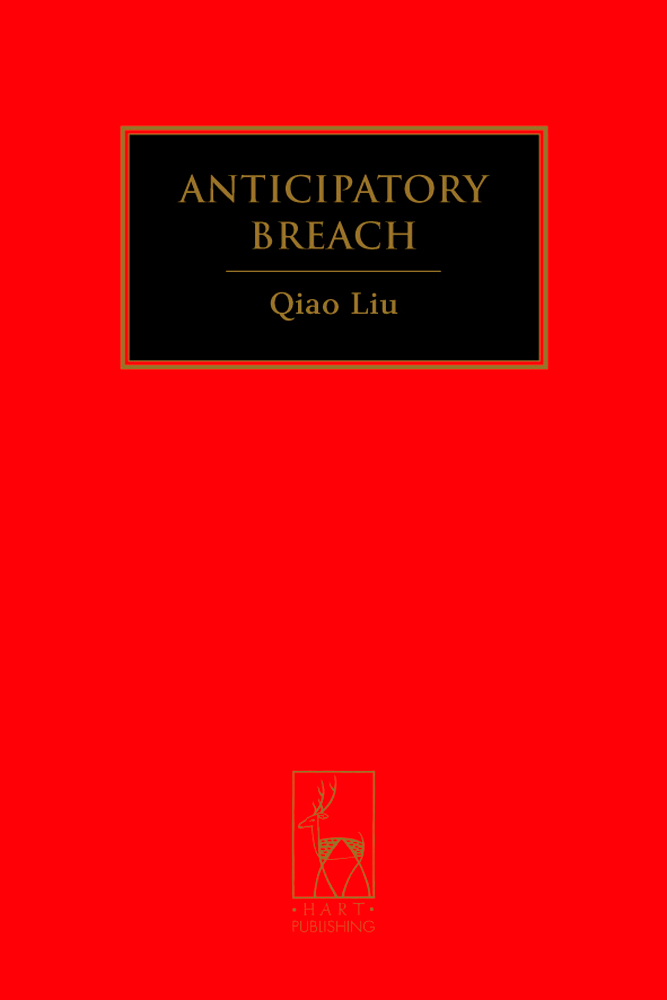 ANTICIPATORY
BREACH
Qiao Liu
• HART •
PUBLISHING